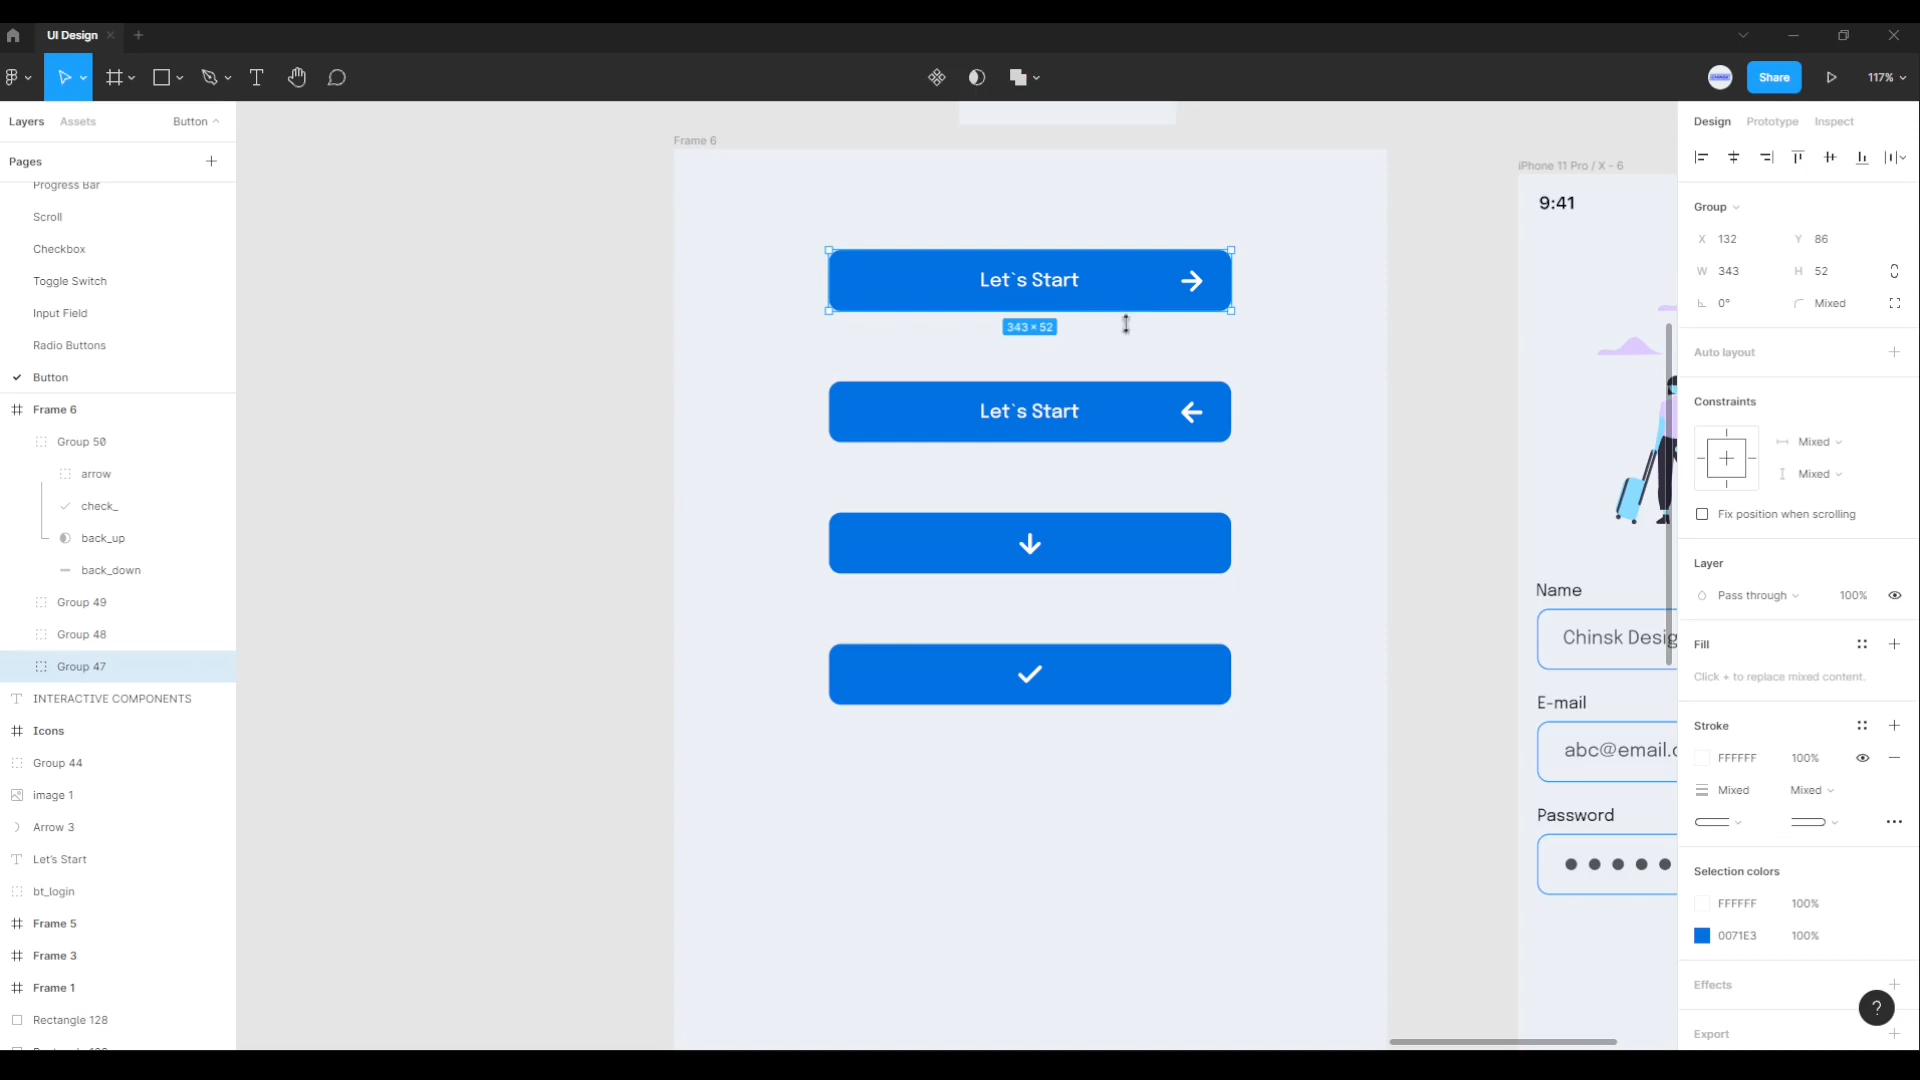 UI Design
Share
117%
Layers
Assets
Button
Pages
Progress Bar
Scroll
Checkbox
Toggle Switch
Input Field
Radio Buttons
Button
Frame 6
Group 50
arrow
check_
back_up
back_down
Group 49
Group 48
Group 47
INTERACTIVE COMPONENTS
Icons
Group 44
image 1
Arrow 3
Let's Start
bt_login
Frame 5
Frame 3
Frame 1
Rectangle 128
Frame 6
Let`s Start
343 × 52
Let`s Start
iPhone 11 Pro / X - 6
9:41
Name
Chinsk Desig
E-mail
abc@email.c
Password
Design
Prototype
Inspect
Group
X 132
Y 86
W 343
H 52
0°
Mixed
Auto layout
Constraints
Mixed
Mixed
Fix position when scrolling
Layer
Pass through
100%
Fill
Click + to replace mixed content.
Stroke
FFFFFF 100%
Mixed
Mixed
Selection colors
FFFFFF 100%
0071E3 100%
Effects
?
Export